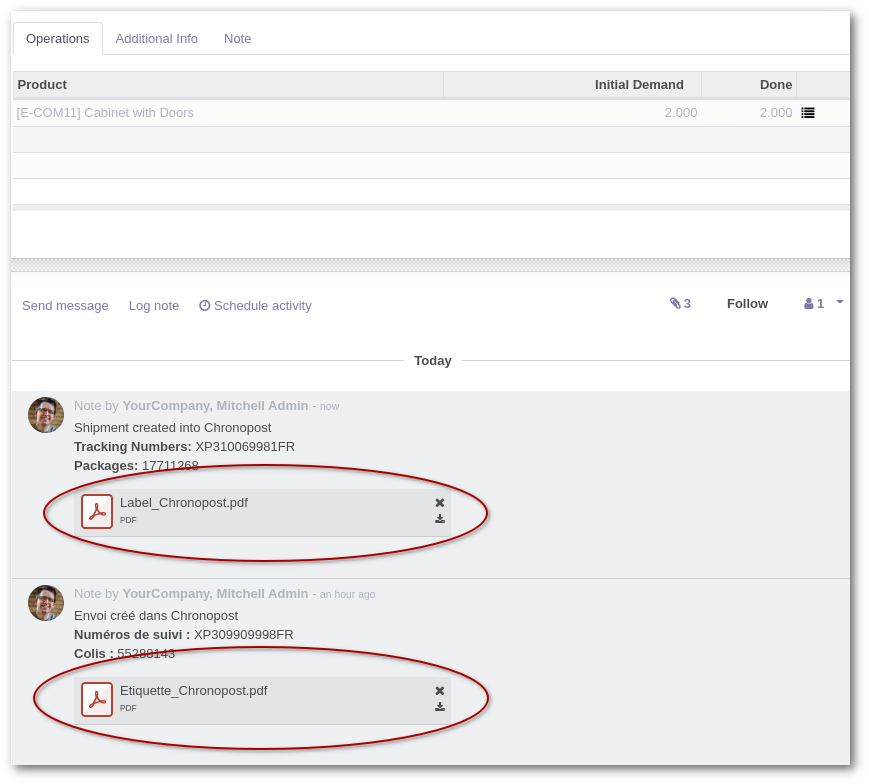 Operations Additional Info Note
Product Initial Demand Done
[E-COM11] Cabinet with Doors 2.000 2.000
Send message Log note Schedule activity 3 Follow 1
Today
Note by YourCompany, Mitchell Admin - now
Shipment created into Chronopost
Tracking Numbers: XP310069981FR
Packages: 17711268
Label_Chronopost.pdf
PDF
Note by YourCompany, Mitchell Admin - an hour ago
Envoi créé dans Chronopost
Numéros de suivi : XP309909998FR
Colis : 55288143
Etiquette_Chronopost.pdf
PDF